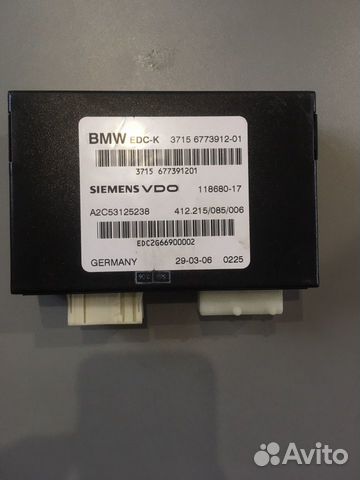 BMW EDC-K 3715 6773912-01
3715 677391201
SIEMENS VDO 118680-17
A2C53125238 412.215/085/006
EDC2G66900002
GERMANY 29-03-06 0225
Avito